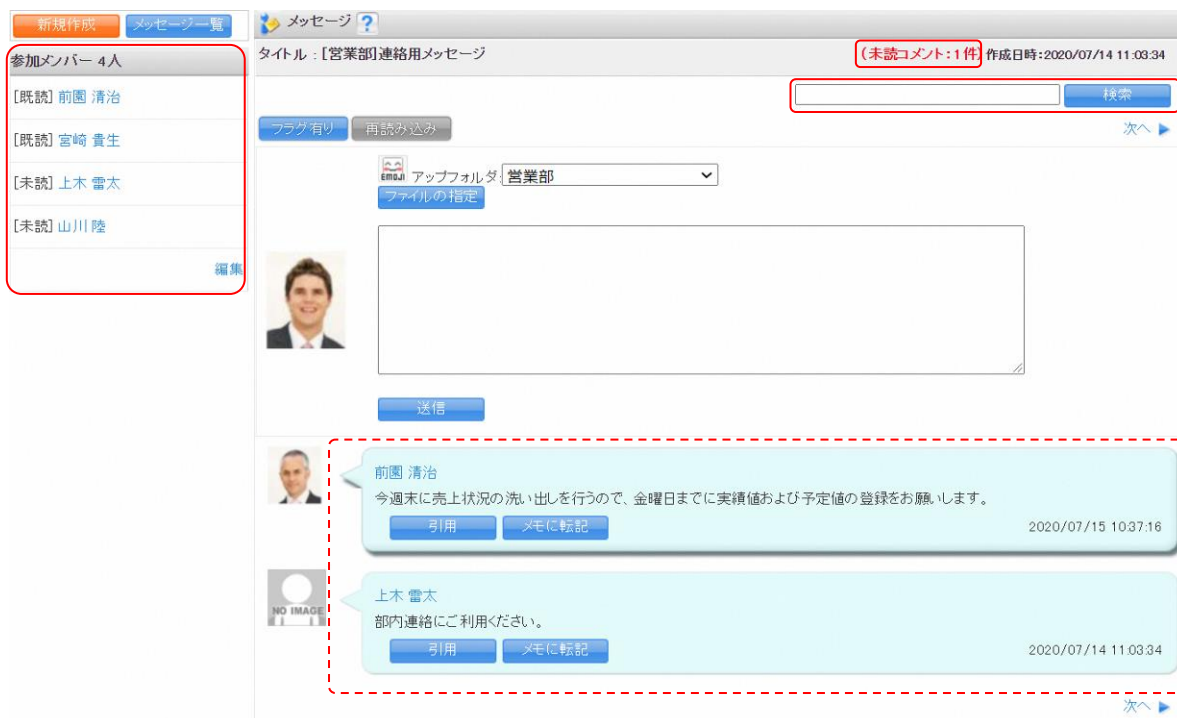 新規作成 メッセージ一覧
参加メンバー 4人
[既読] 前園 清治
[既読] 宮崎 貴生
[未読] 上木 雷太
[未読] 山川 陸
編集
メッセージ ?
タイトル : [営業部]連絡用メッセージ (未読コメント:1件) 作成日時:2020/07/14 11:03:34
検索
フラグ有り 再読み込み 次へ ▶
EMOJI アップフォルダ: 営業部
ファイルの指定
送信
前園 清治
今週末に売上状況の洗い出しを行うので、金曜日までに実績値および予定値の登録をお願いします。
引用 メモに転記 2020/07/15 10:37:16
NO IMAGE
上木 雷太
部内連絡にご利用ください。
引用 メモに転記 2020/07/14 11:03:34
次へ ▶